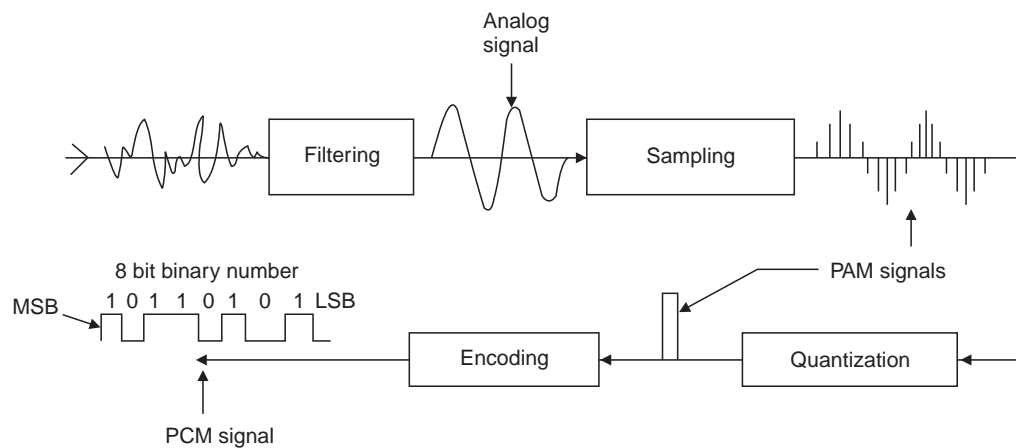 Analog
signal
Filtering
Sampling
8 bit binary number
PAM signals
MSB
1 0 1 1 0 1 0 1 LSB
Encoding
Quantization
PCM signal